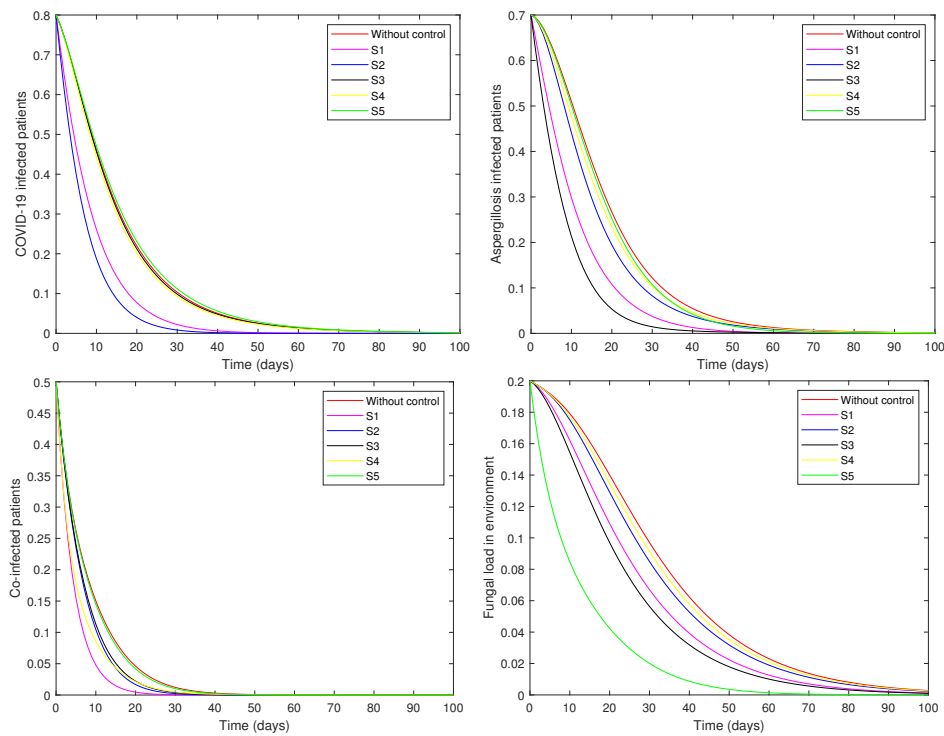 COVID-19 infected patients
0.8
0.7
0.6
0.5
0.4
0.3
0.2
0.1
0
0 10 20 30 40 50 60 70 80 90 100
Time (days)
Without control
S1
S2
S3
S4
S5
Aspergillosis infected patients
0.7
0.6
0.5
0.4
0.3
0.2
0.1
0
0 10 20 30 40 50 60 70 80 90 100
Time (days)
Without control
S1
S2
S3
S4
S5
Co-infected patients
0.5
0.45
0.4
0.35
0.3
0.25
0.2
0.15
0.1
0.05
0
0 10 20 30 40 50 60 70 80 90 100
Time (days)
Without control
S1
S2
S3
S4
S5
Fungal load in environment
0.2
0.18
0.16
0.14
0.12
0.1
0.08
0.06
0.04
0.02
0
0 10 20 30 40 50 60 70 80 90 100
Time (days)
Without control
S1
S2
S3
S4
S5